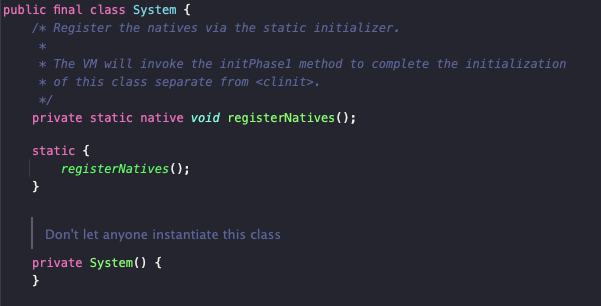 public final class System {
/* Register the natives via the static initializer.
*
* The VM will invoke the initPhase1 method to complete the initialization
* of this class separate from <clinit>.
*/
private static native void registerNatives();
static {
registerNatives();
}
Don't let anyone instantiate this class
private System() {
}